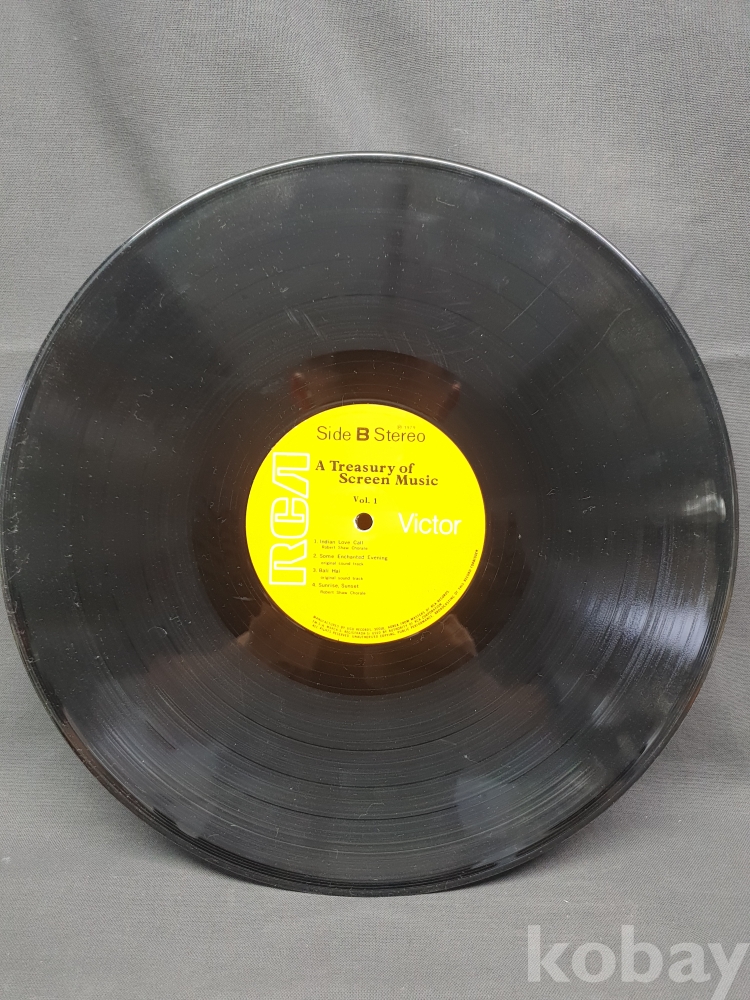 Side B Stereo
A Treasury of
Screen Music
Vol. 1
RCA
Victor
1. Indian Love Call
Robert Shaw Chorale
2. Some Enchanted Evening
original sound track
3. Bali Hai
original sound track
4. Sunrise, Sunset
Robert Shaw Chorale
kobay